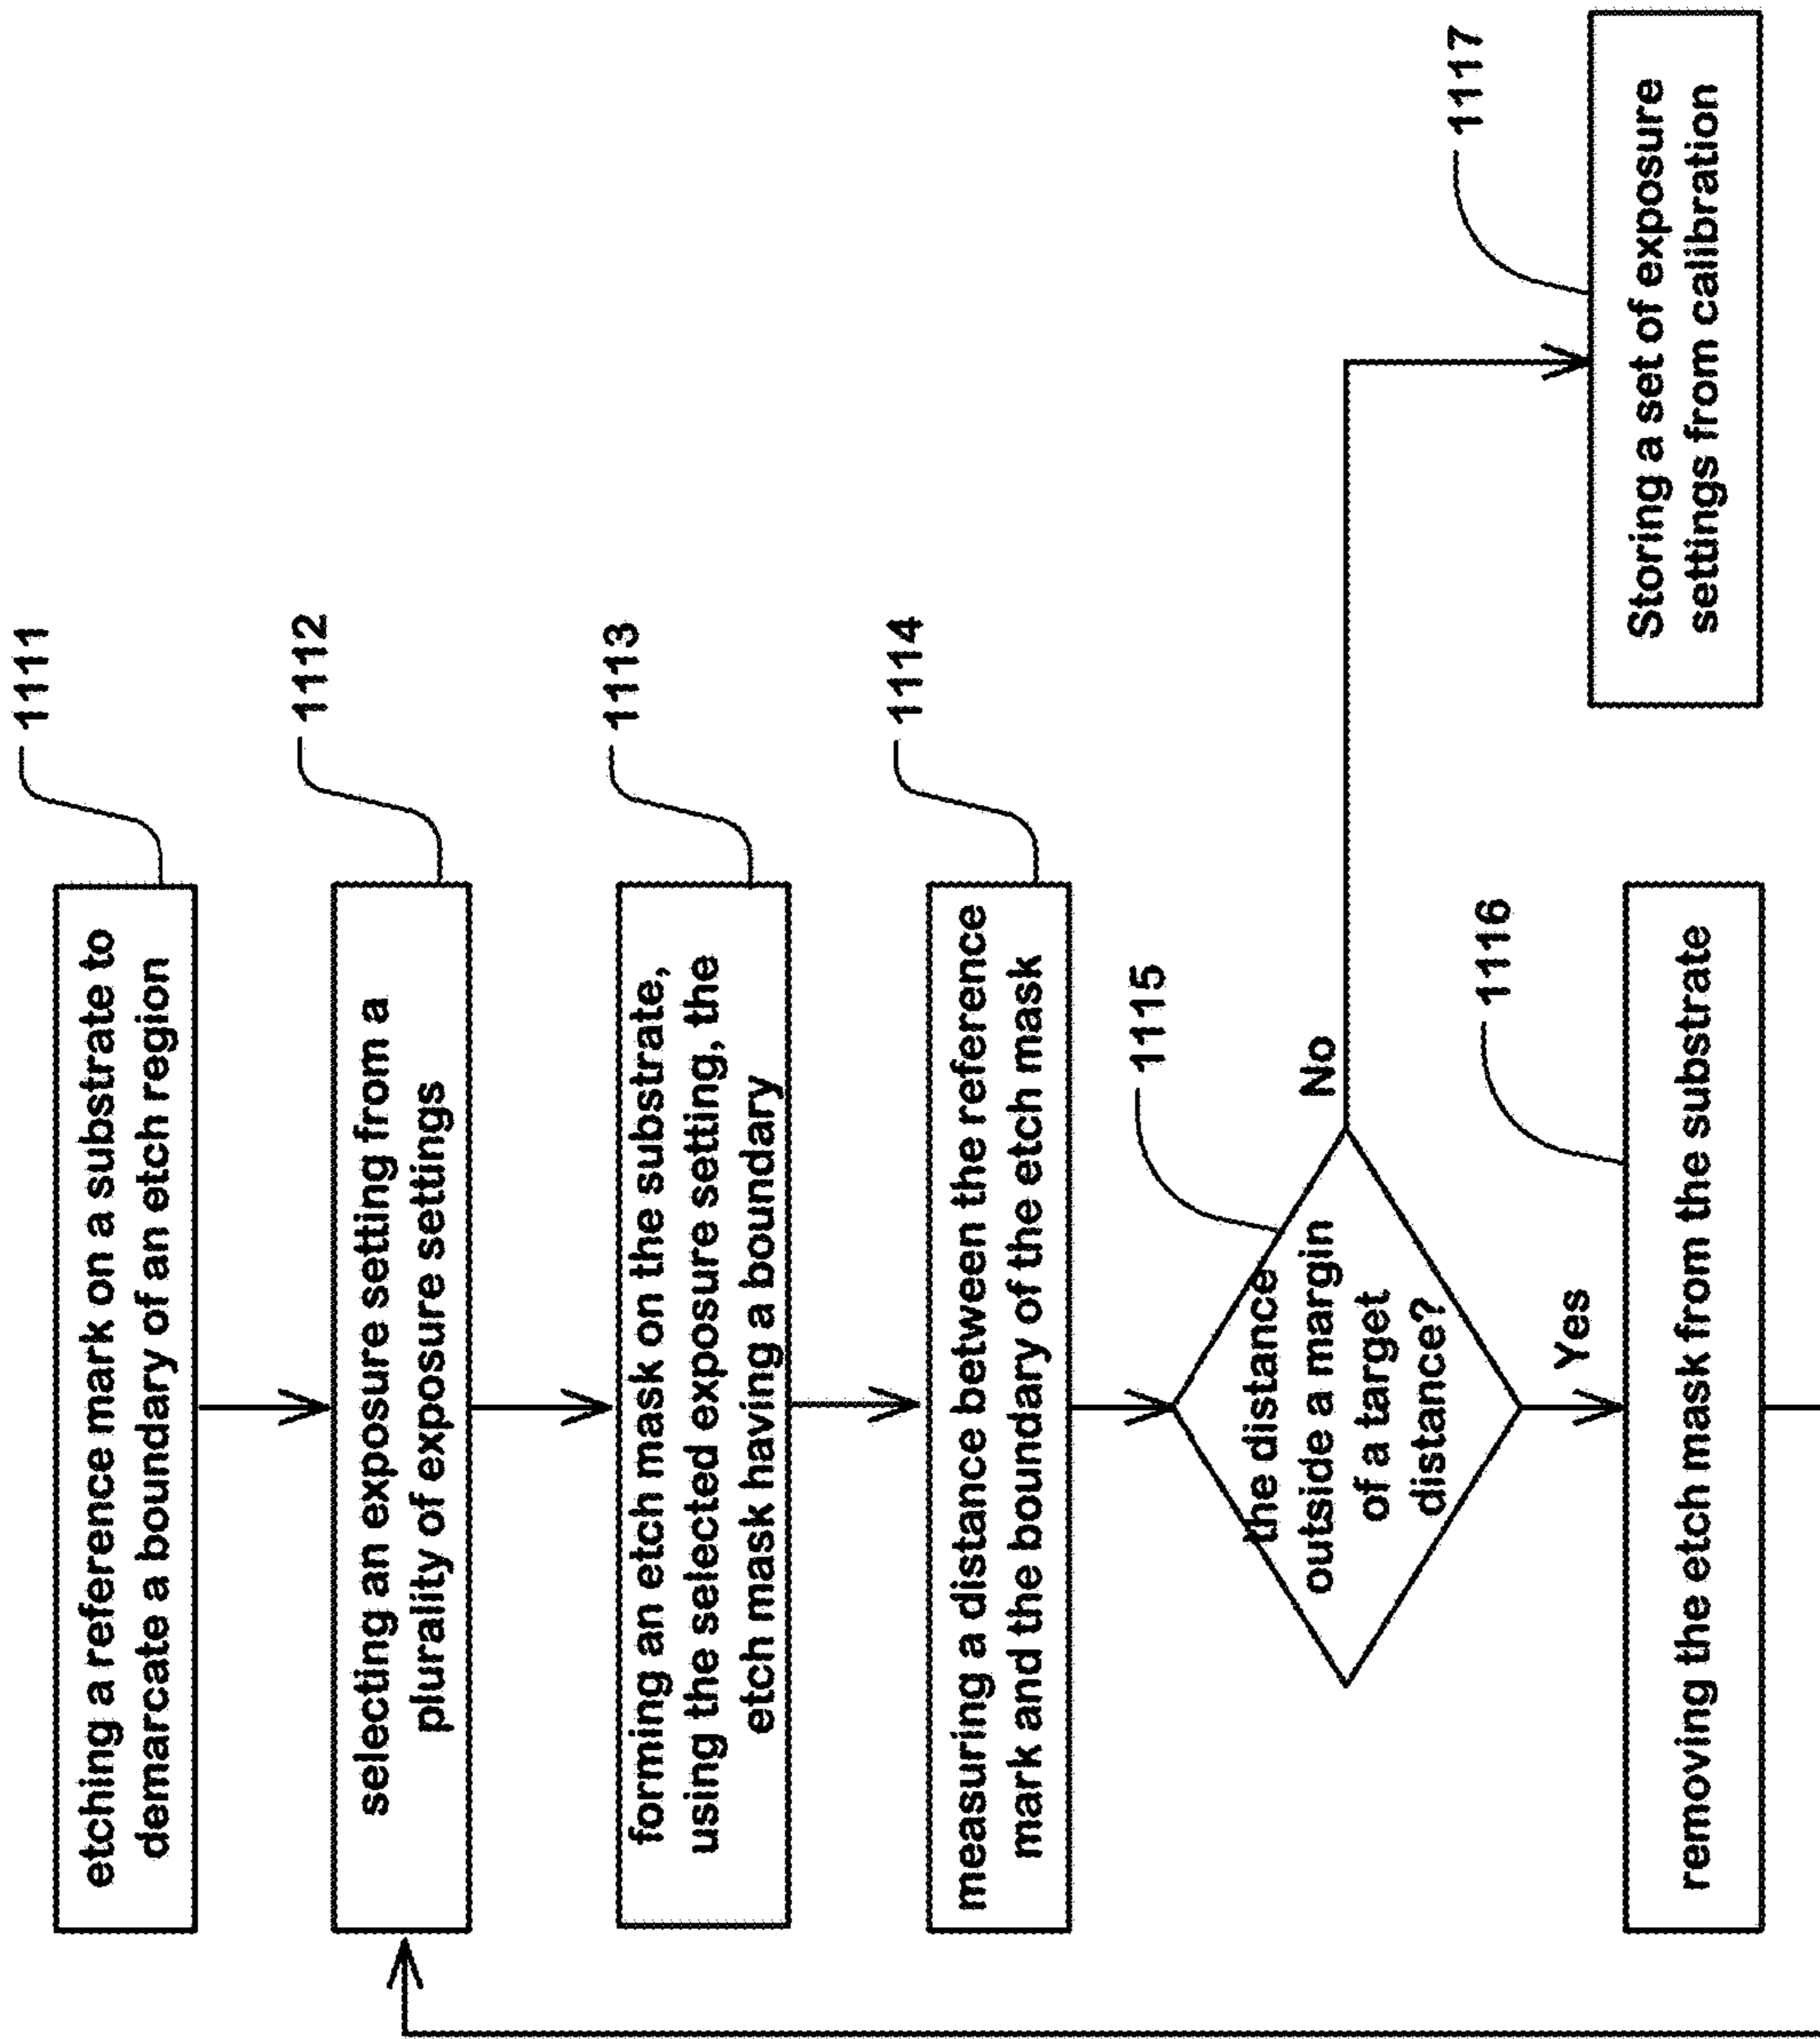 1111
etching a reference mark on a substrate to
demarcate a boundary of an etch region
1112
selecting an exposure setting from a
plurality of exposure settings
1113
forming an etch mask on the substrate,
using the selected exposure setting, the
etch mask having a boundary
1114
measuring a distance between the reference
mark and the boundary of the etch mask
1115
the distance
outside a margin
of a target
distance?
No
Yes
1116
removing the etch mask from the substrate
1117
Storing a set of exposure
settings from calibration